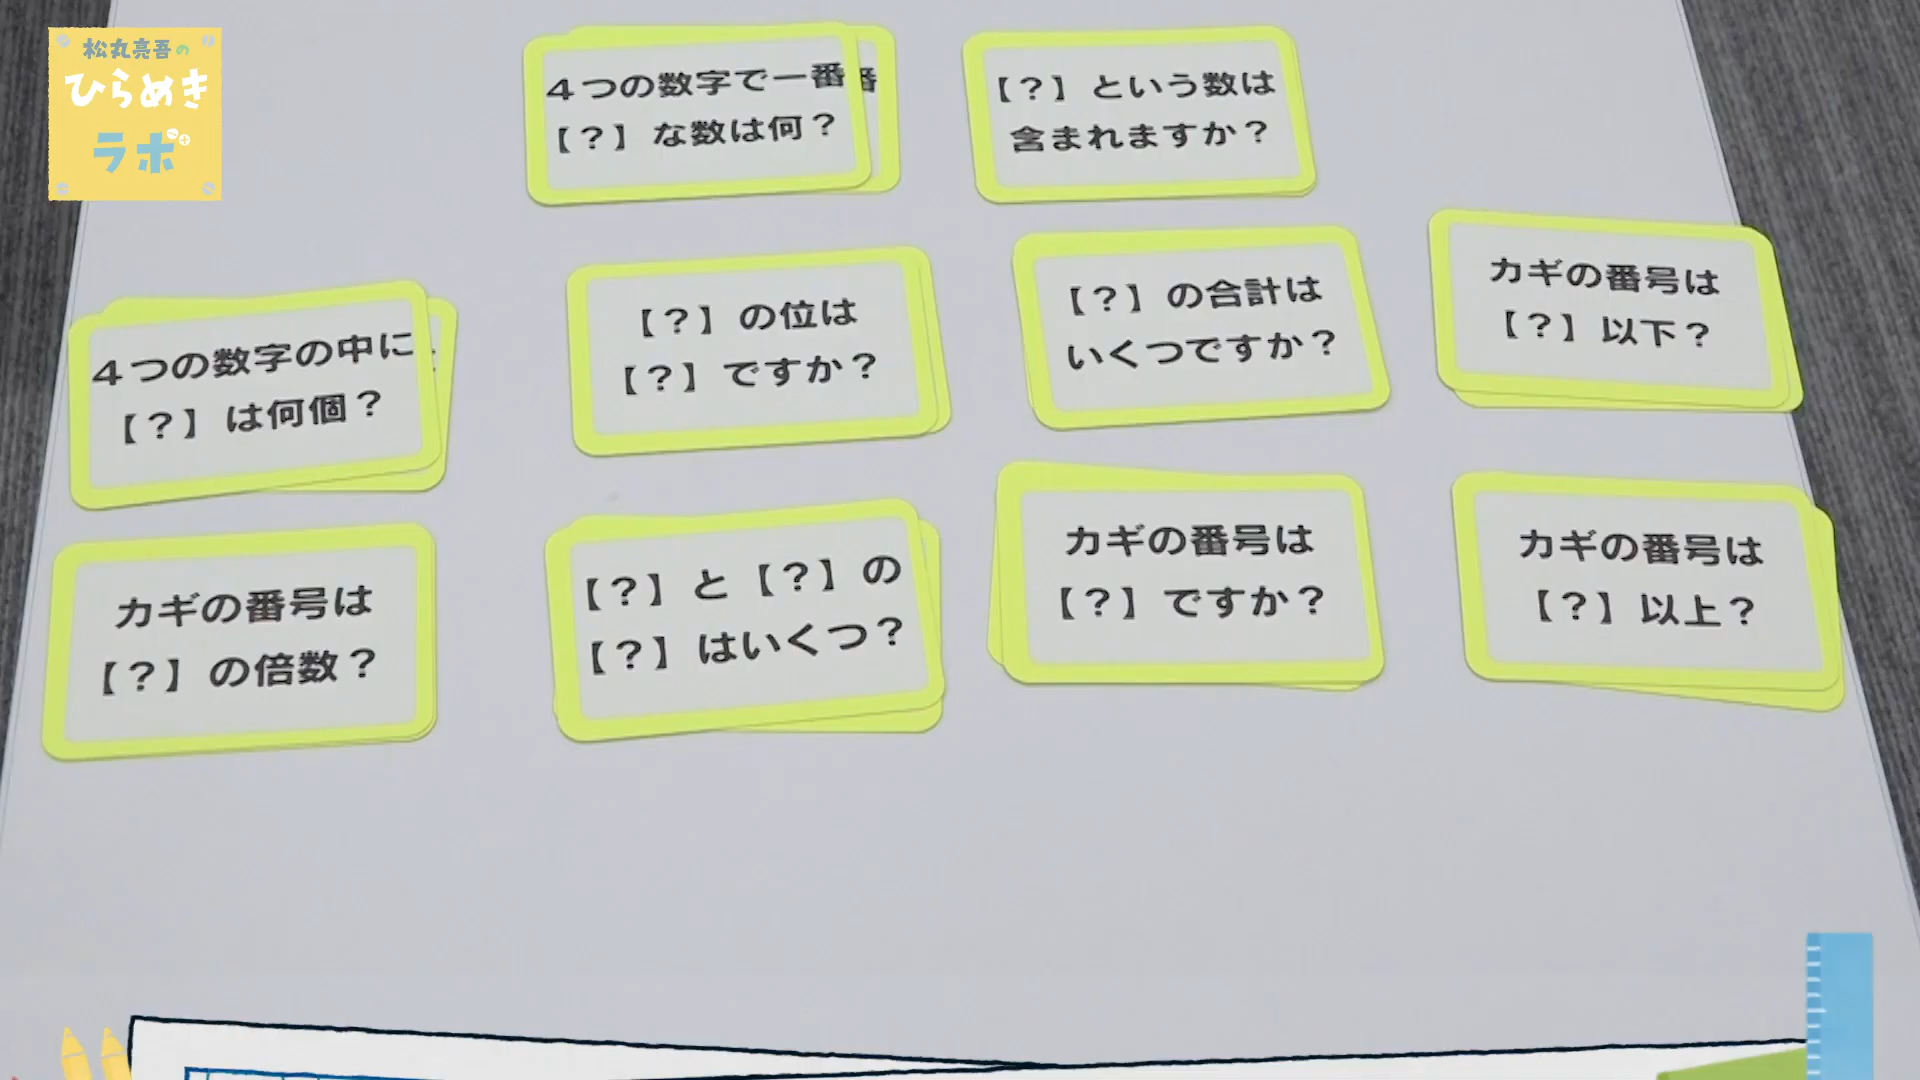 松丸亮吾の
ひらめき
ラボ
４つの数字で一番
【？】な数は何？
番
【？】という数は
含まれますか？
４つの数字の中に
【？】は何個？
【？】の位は
【？】ですか？
【？】の合計は
いくつですか？
カギの番号は
【？】以下？
カギの番号は
【？】の倍数？
【？】と【？】の
【？】はいくつ？
カギの番号は
【？】ですか？
カギの番号は
【？】以上？